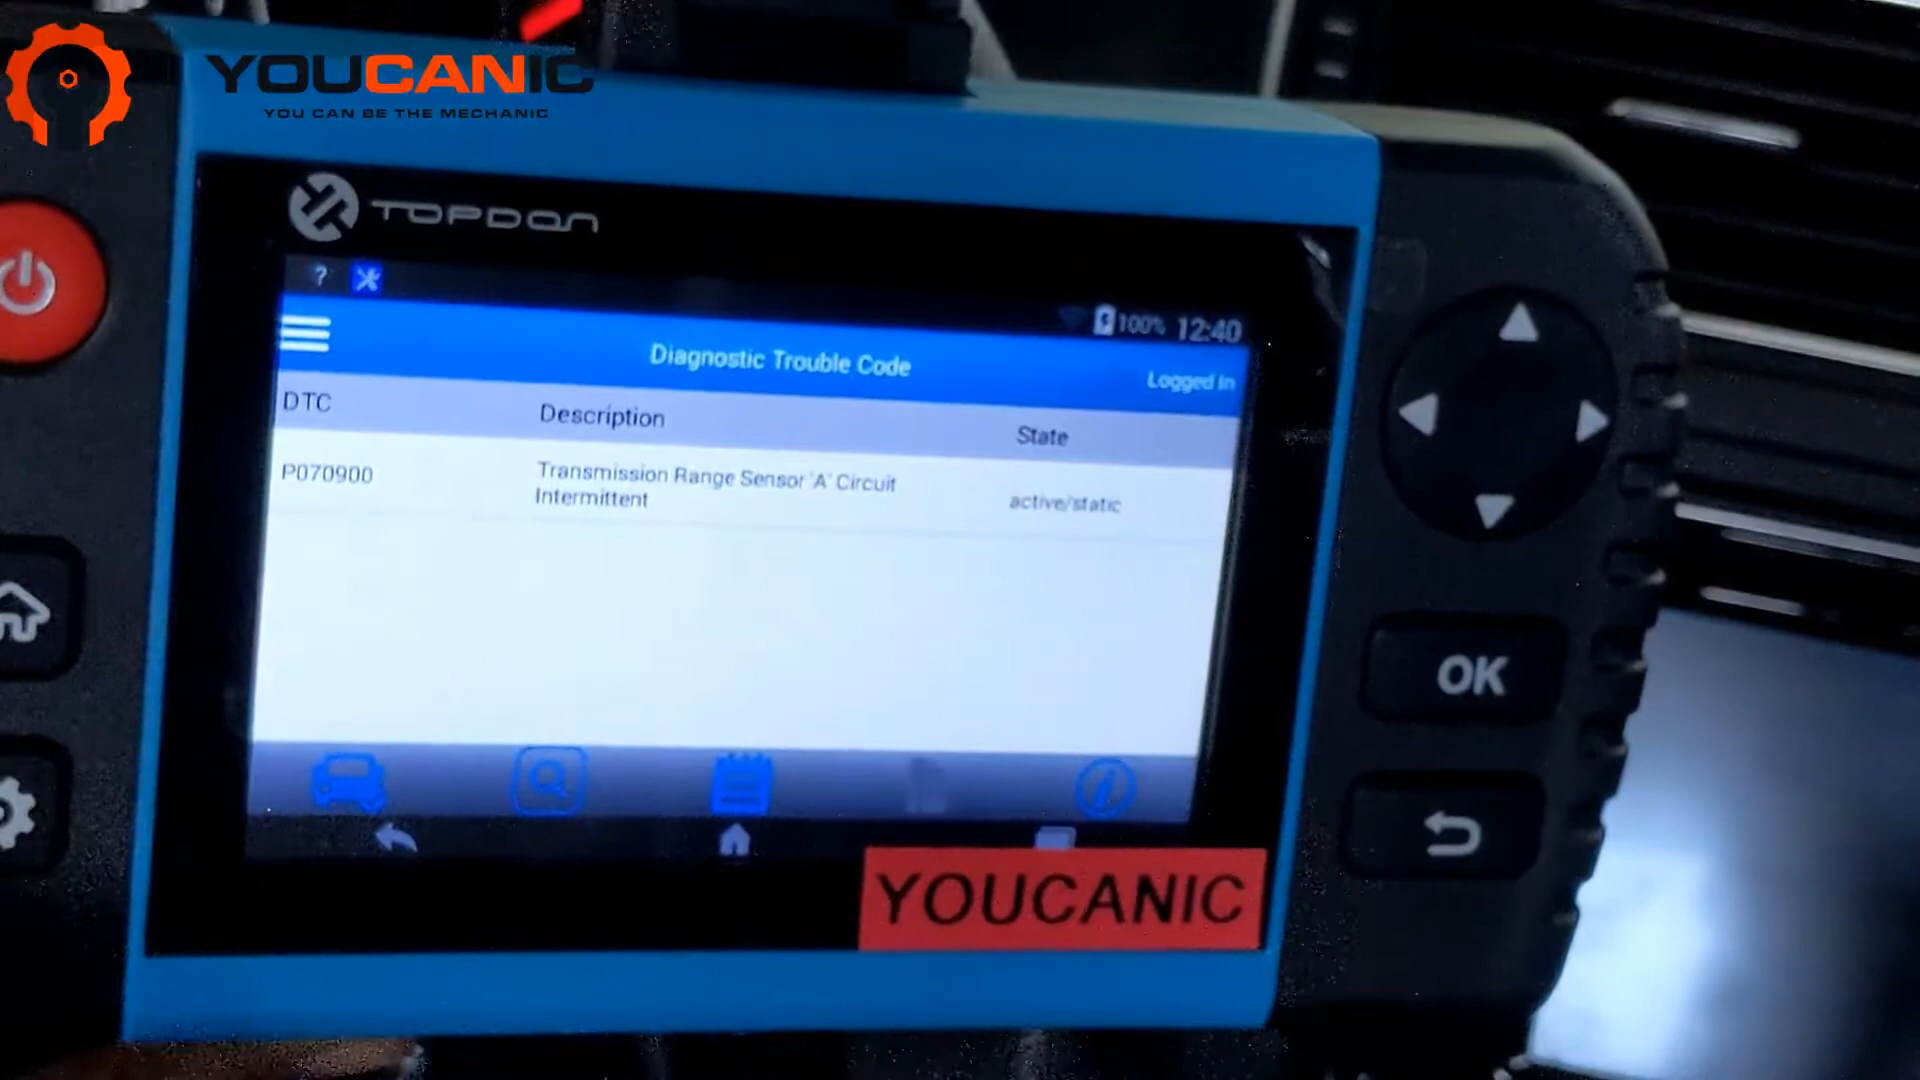 YOUCANIC
YOU CAN BE THE MECHANIC
TOPDON
?
100% 12:40
Diagnostic Trouble Code
Logged In
DTC Description State
P070900 Transmission Range Sensor 'A' Circuit active/static
Intermittent
OK
YOUCANIC